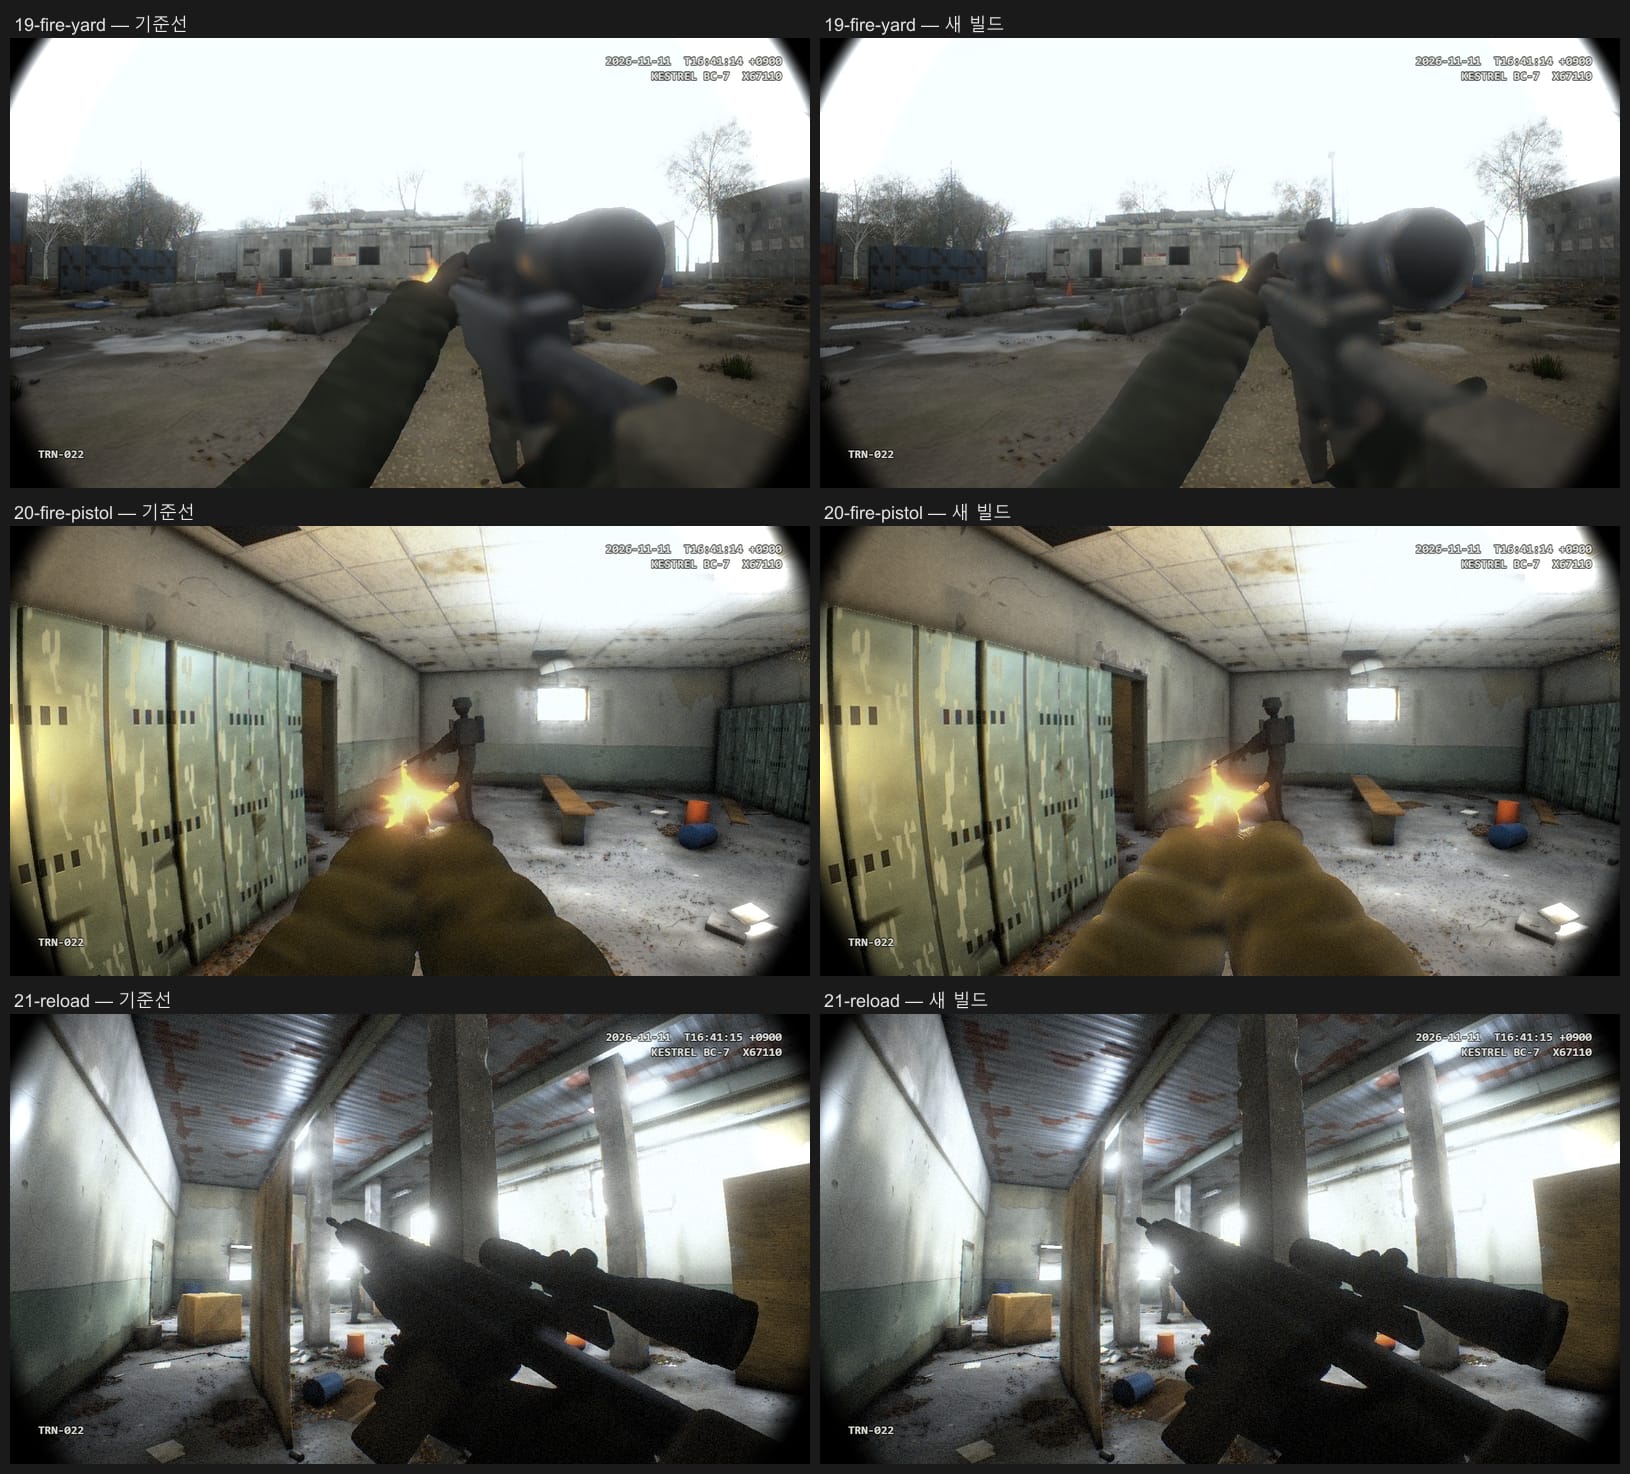 19-fire-yard — 기준선
2026-11-11 T16:41:14 +0900
KESTREL BC-7 X67110
TRN-022
19-fire-yard — 새 빌드
2026-11-11 T16:41:14 +0900
KESTREL BC-7 X67110
TRN-022
20-fire-pistol — 기준선
2026-11-11 T16:41:14 +0900
KESTREL BC-7 X67110
TRN-022
20-fire-pistol — 새 빌드
2026-11-11 T16:41:14 +0900
KESTREL BC-7 X67110
TRN-022
21-reload — 기준선
2026-11-11 T16:41:15 +0900
KESTREL BC-7 X67110
TRN-022
21-reload — 새 빌드
2026-11-11 T16:41:15 +0900
KESTREL BC-7 X67110
TRN-022